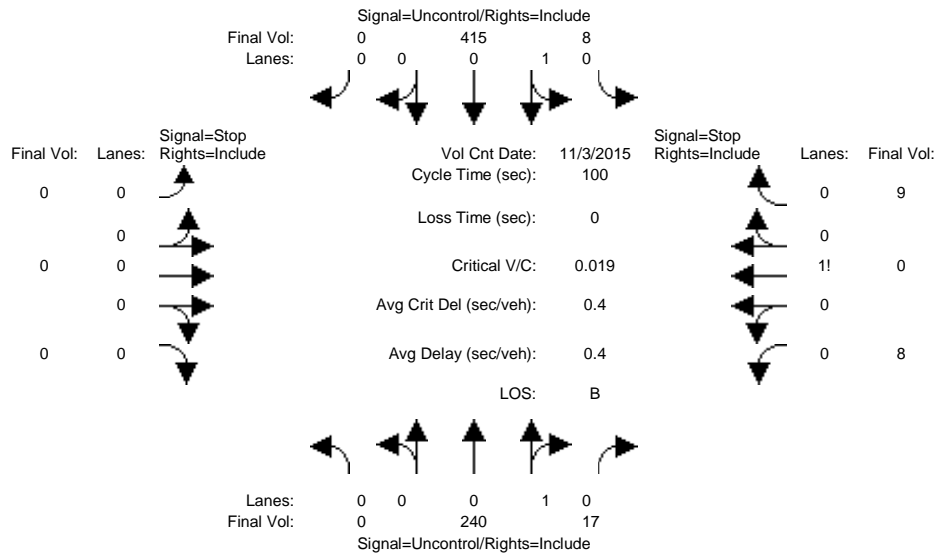 Signal=Uncontrol/Rights=Include
Final Vol: 0 415 8
Lanes: 0 0 0 1 0
Signal=Stop
Final Vol: Lanes: Rights=Include
Vol Cnt Date: 11/3/2015
Signal=Stop
Rights=Include Lanes: Final Vol:
Cycle Time (sec): 100
0 0
0 9
Loss Time (sec): 0
0
0
0 0
Critical V/C: 0.019
1! 0
0
Avg Crit Del (sec/veh): 0.4
0
0 0
Avg Delay (sec/veh): 0.4
0 8
LOS: B
Lanes: 0 0 0 1 0
Final Vol: 0 240 17
Signal=Uncontrol/Rights=Include